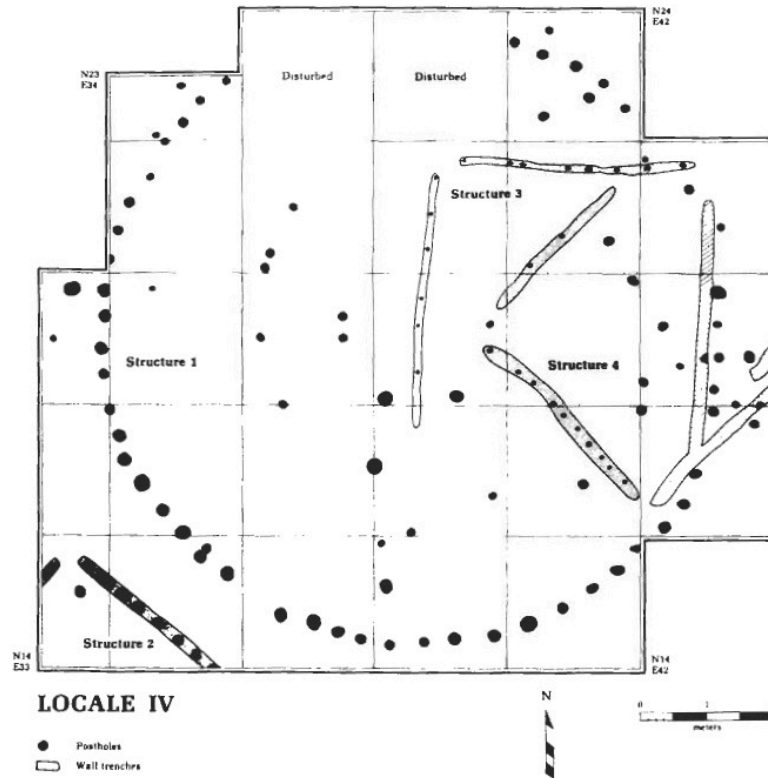 N24
E42
N23
E34
Disturbed
Disturbed
Structure 3
Structure 1
Structure 4
Structure 2
N14
E33
N14
E42
LOCALE IV
N
0 1
meters
Postholes
Wall trenches